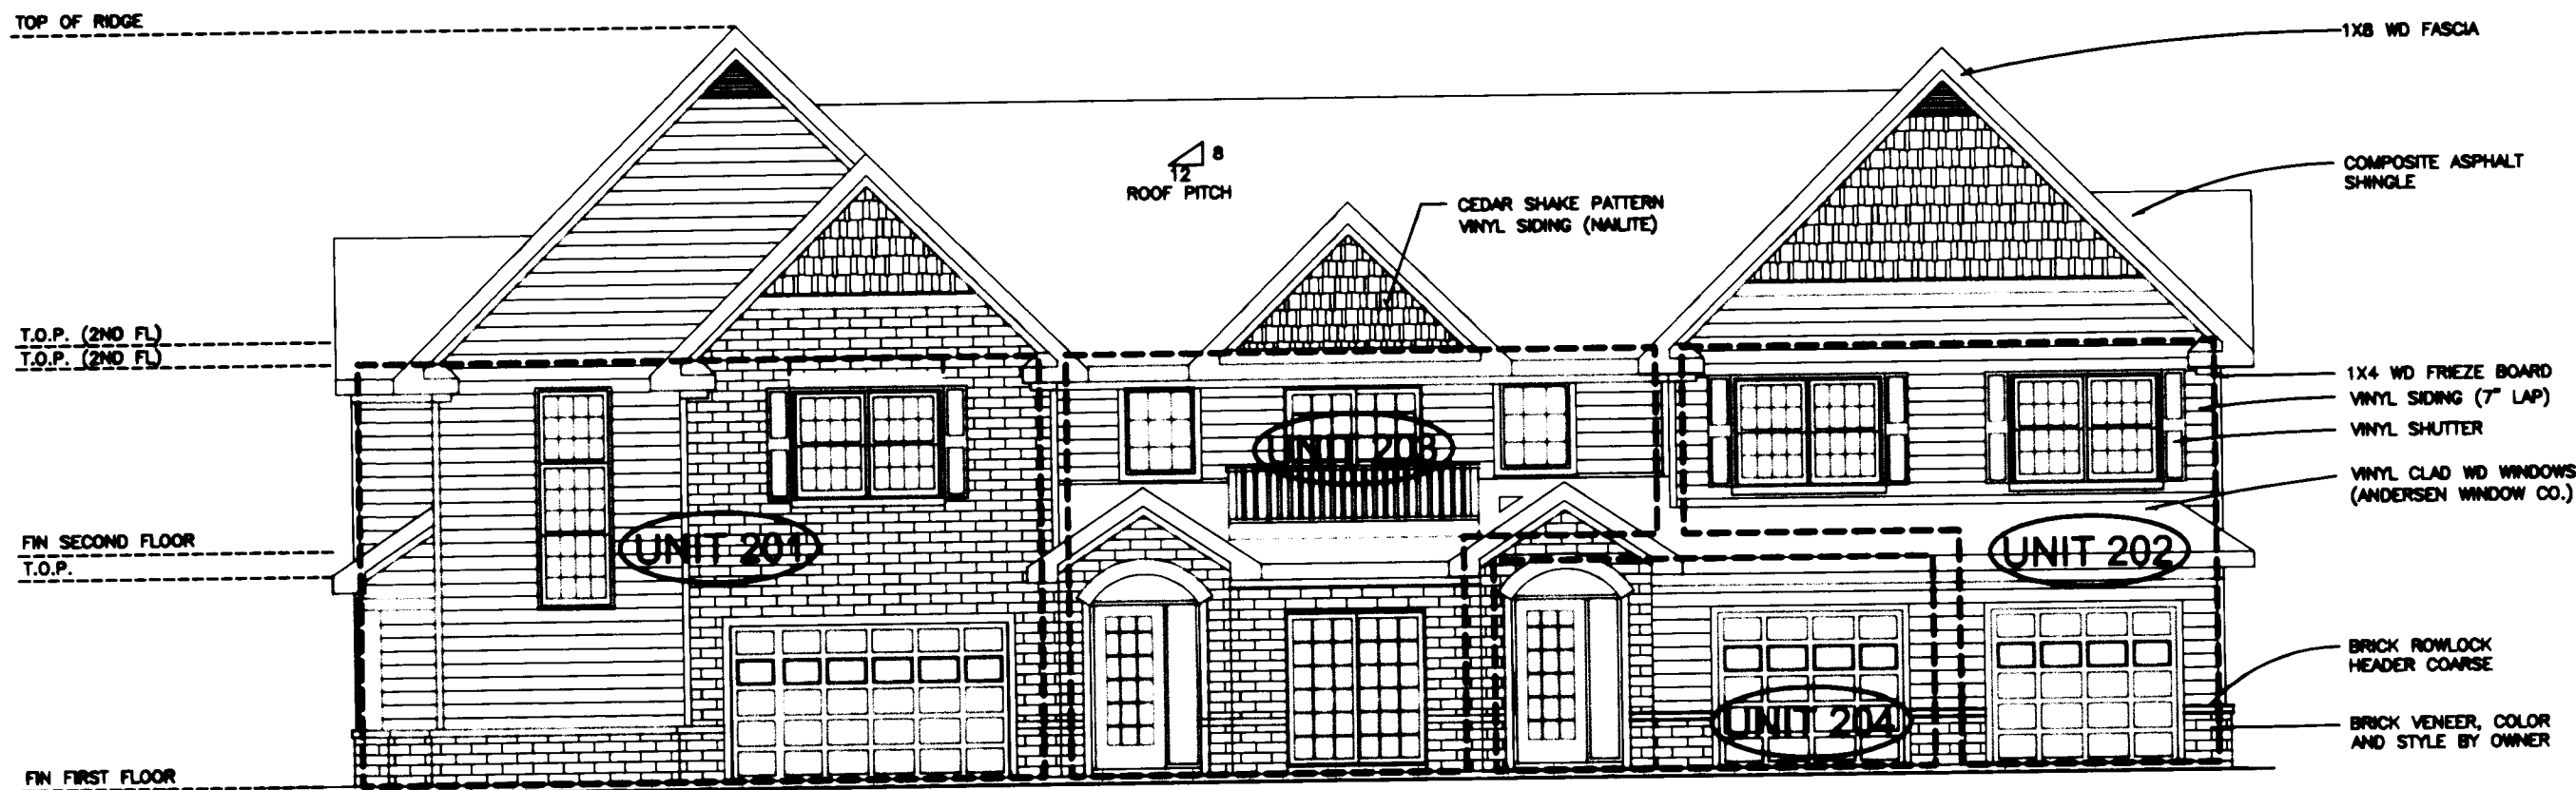 TOP OF RIDGE
1X8 WD FASCIA
8
12
ROOF PITCH
COMPOSITE ASPHALT
SHINGLE
CEDAR SHAKE PATTERN
VINYL SIDING (NAILITE)
T.O.P. (2ND FL)
T.O.P. (2ND FL)
1X4 WD FRIEZE BOARD
VINYL SIDING (7" LAP)
VINYL SHUTTER
UNIT 203
VINYL CLAD WD WINDOWS
(ANDERSEN WINDOW CO.)
FIN SECOND FLOOR
T.O.P.
UNIT 201
UNIT 202
BRICK ROWLOCK
HEADER COARSE
UNIT 204
BRICK VENEER, COLOR
AND STYLE BY OWNER
FIN FIRST FLOOR